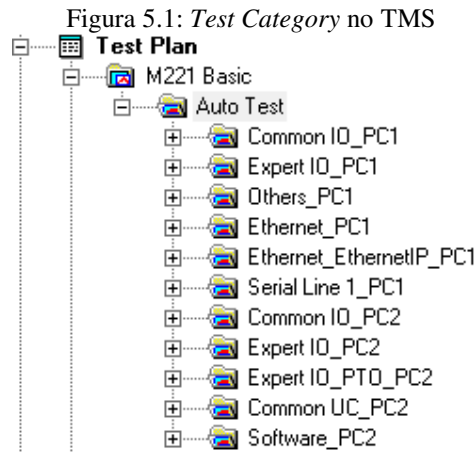 Figura 5.1: Test Category no TMS
Test Plan
M221 Basic
Auto Test
Common IO_PC1
Expert IO_PC1
Others_PC1
Ethernet_PC1
Ethernet_EthernetIP_PC1
Serial Line 1_PC1
Common IO_PC2
Expert IO_PC2
Expert IO_PTO_PC2
Common UC_PC2
Software_PC2